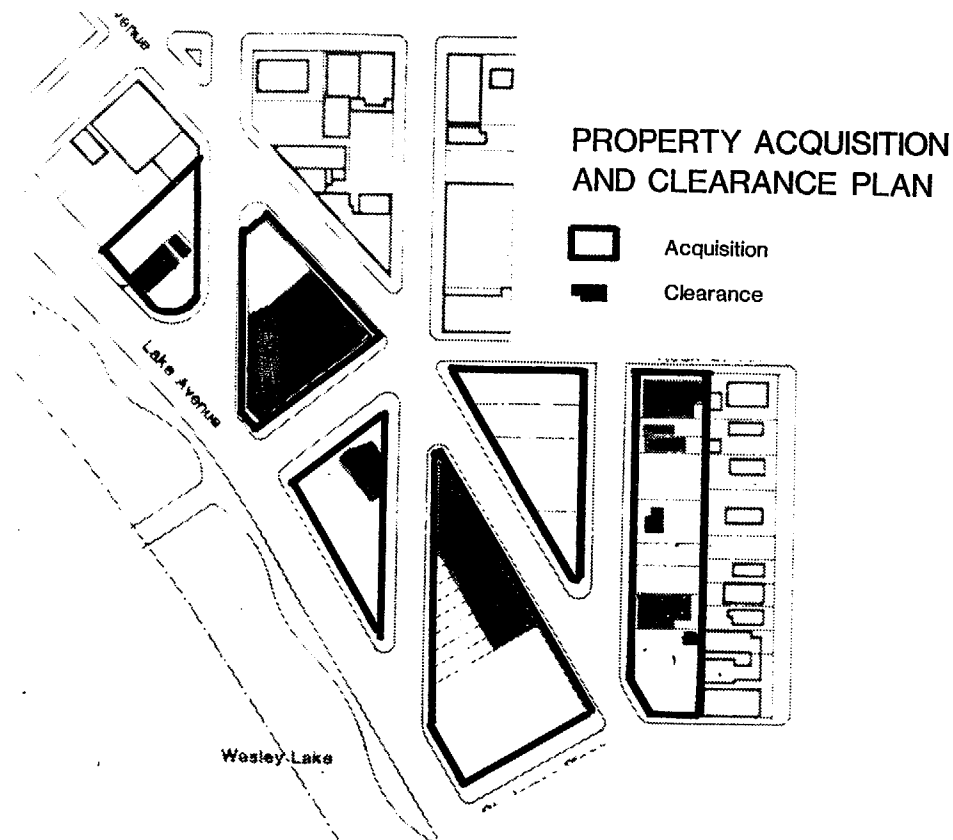 PROPERTY ACQUISITION
AND CLEARANCE PLAN
Acquisition
Clearance
Lake Avenue
Wesley Lake